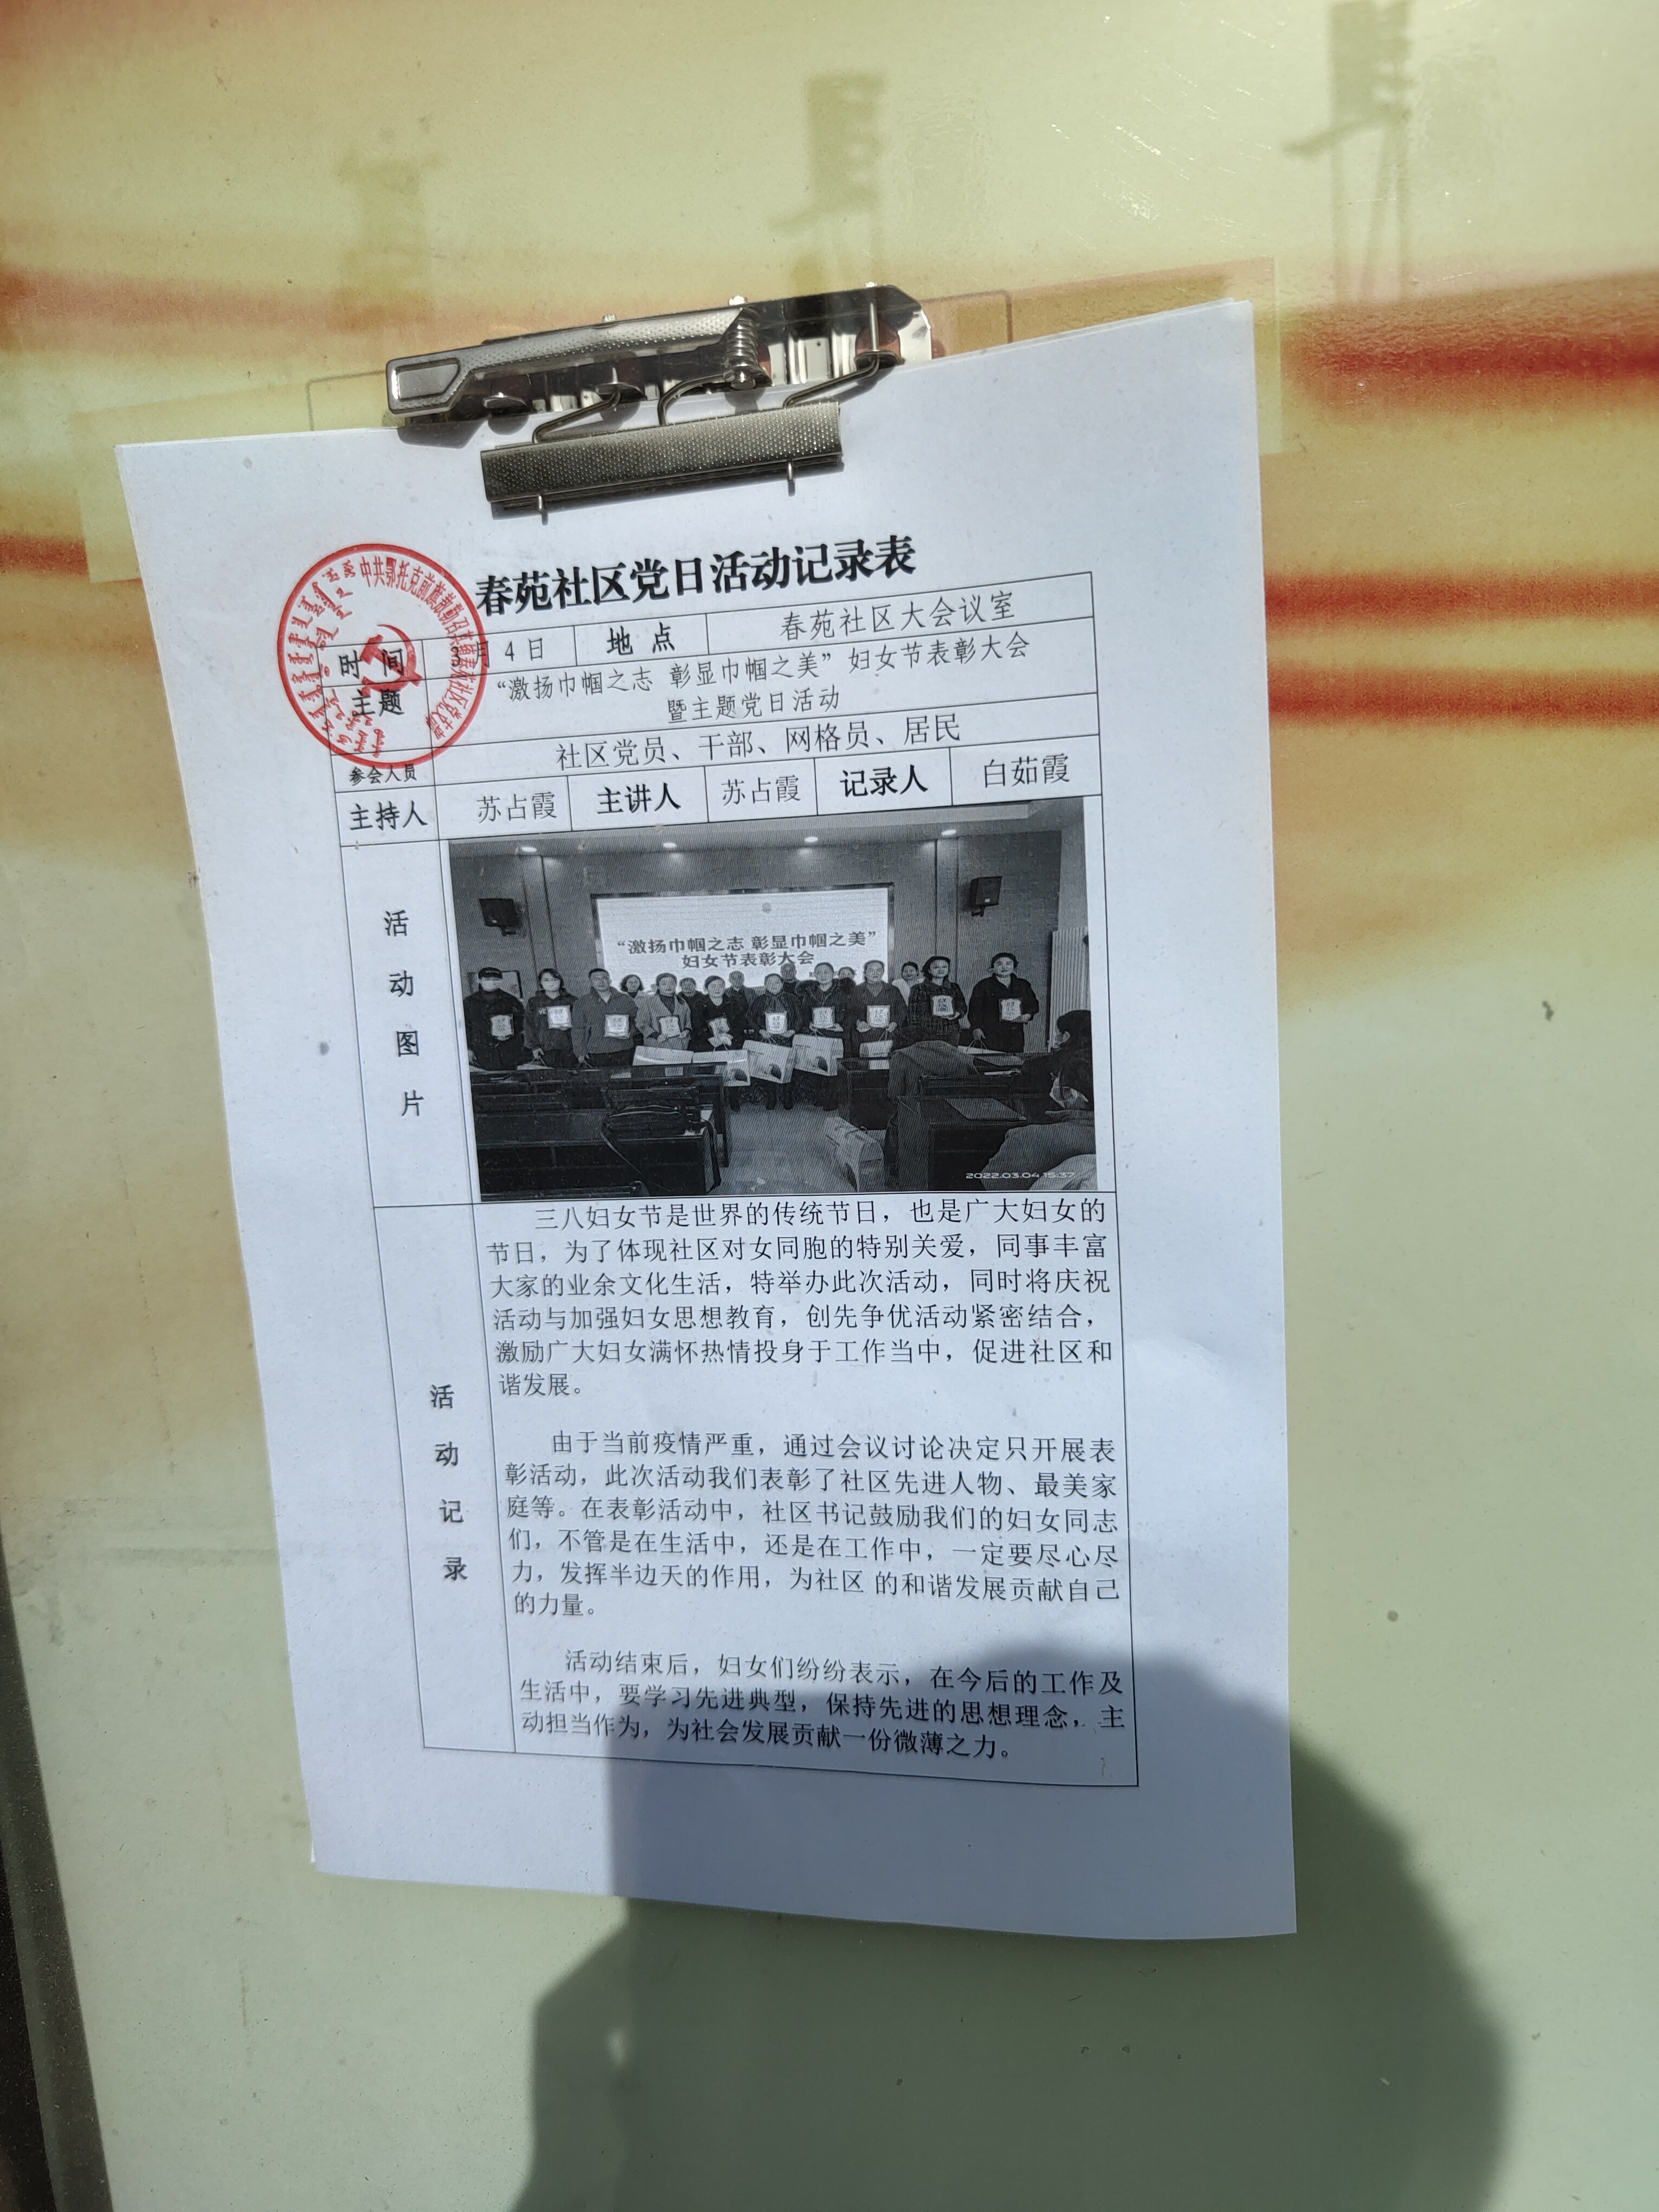 春苑社区党日活动记录表
时 间 3月4日 地 点 春苑社区大会议室
主题 “激扬巾帼之志 彰显巾帼之美”妇女节表彰大会
暨主题党日活动
参会人员 社区党员、干部、网格员、居民
主持人 苏占霞 主讲人 苏占霞 记录人 白茹霞
活动图片
“激扬巾帼之志 彰显巾帼之美”
妇女节表彰大会
2022.03.04 15:37
活动记录
三八妇女节是世界的传统节日，也是广大妇女的
节日，为了体现社区对女同胞的特别关爱，同事丰富
大家的业余文化生活，特举办此次活动，同时将庆祝
活动与加强妇女思想教育，创先争优活动紧密结合，
激励广大妇女满怀热情投身于工作当中，促进社区和
谐发展。
由于当前疫情严重，通过会议讨论决定只开展表
彰活动，此次活动我们表彰了社区先进人物、最美家
庭等。在表彰活动中，社区书记鼓励我们的妇女同志
们，不管是在生活中，还是在工作中，一定要尽心尽
力，发挥半边天的作用，为社区 的和谐发展贡献自己
的力量。
活动结束后，妇女们纷纷表示，在今后的工作及
生活中，要学习先进典型，保持先进的思想理念，主
动担当作为，为社会发展贡献一份微薄之力。
中共鄂托克前旗敖勒召其镇春苑社区党支部